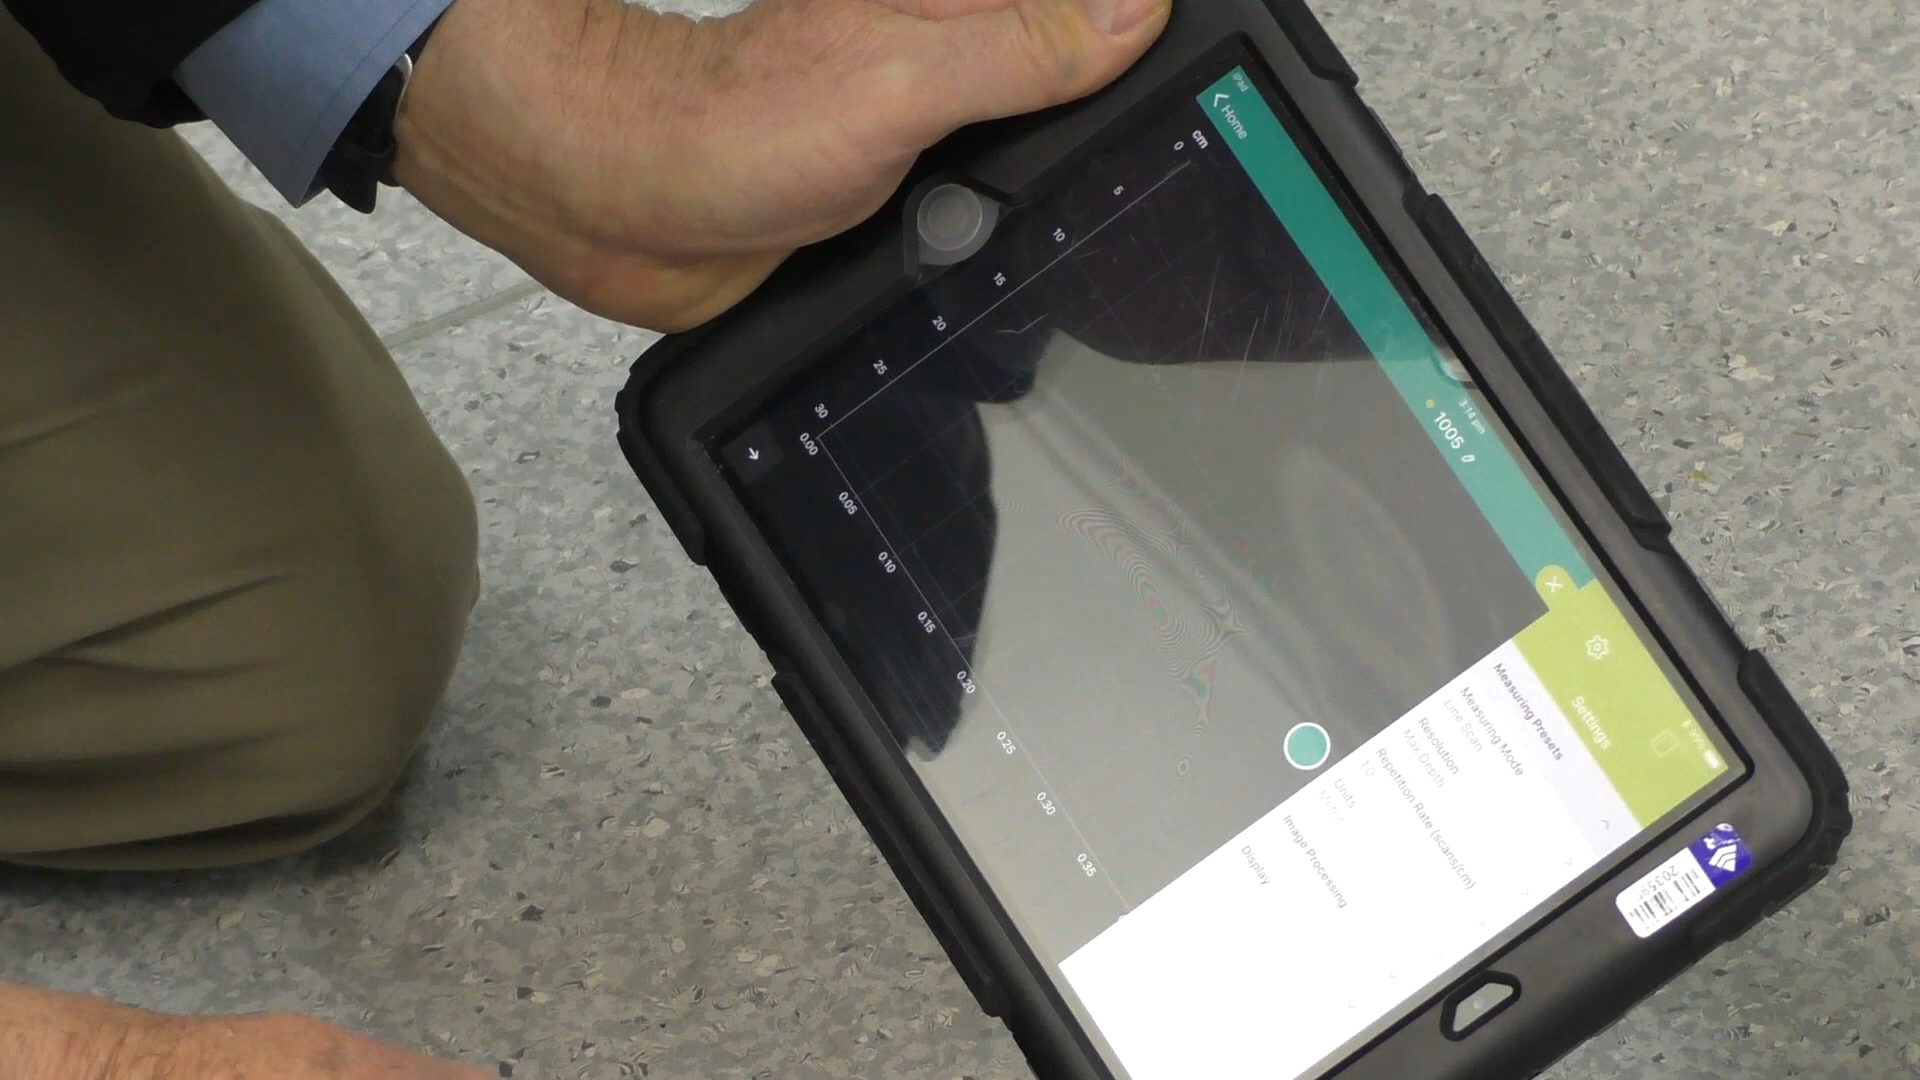 iPad
3:14 pm
Home
1005
cm
0
5
10
15
20
25
30
0.00
0.05
0.10
0.15
0.20
0.25
0.30
0.35
Settings
Measuring Presets
Measuring Mode
Line Scan
Resolution
Max Depth
Repetition Rate (scans/cm)
10
Units
Metric
Image Processing
Display